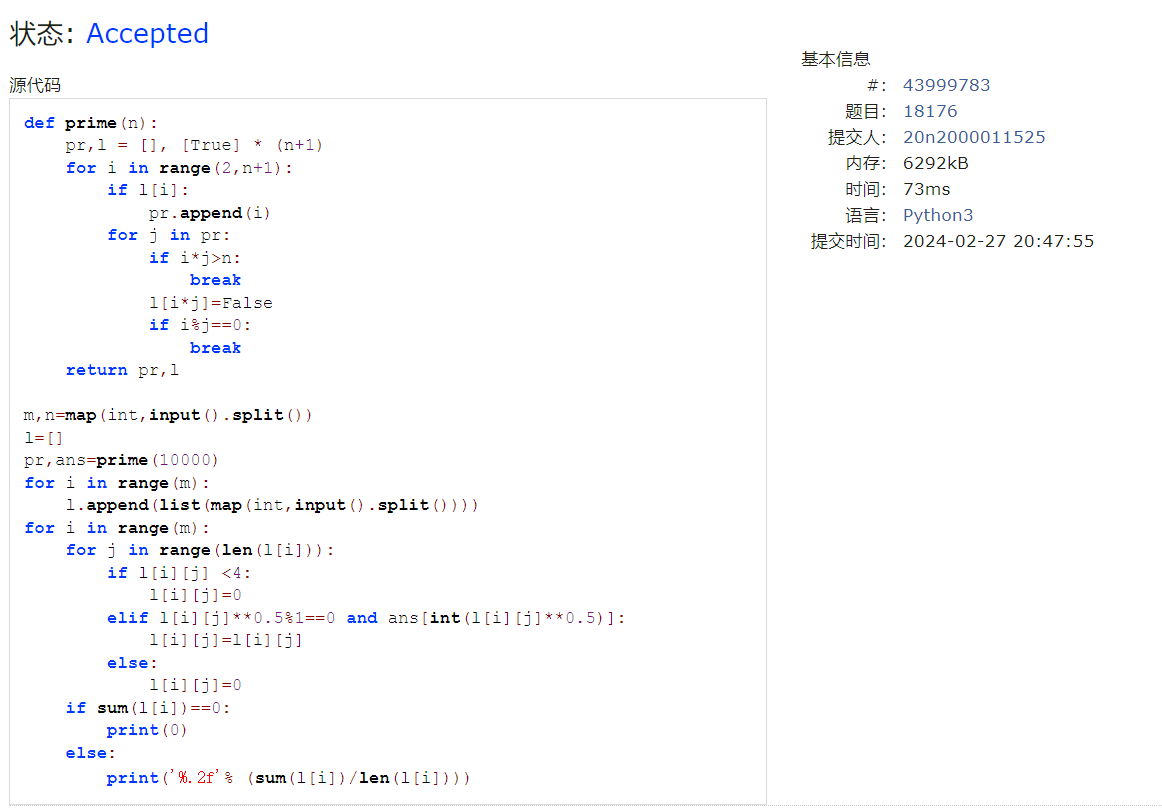 状态: Accepted
源代码
def prime(n):
    pr,l = [], [True] * (n+1)
    for i in range(2,n+1):
        if l[i]:
            pr.append(i)
        for j in pr:
            if i*j>n:
                break
            l[i*j]=False
            if i%j==0:
                break
    return pr,l

m,n=map(int,input().split())
l=[]
pr,ans=prime(10000)
for i in range(m):
    l.append(list(map(int,input().split())))
for i in range(m):
    for j in range(len(l[i])):
        if l[i][j] <4:
            l[i][j]=0
        elif l[i][j]**0.5%1==0 and ans[int(l[i][j]**0.5)]:
            l[i][j]=l[i][j]
        else:
            l[i][j]=0
    if sum(l[i])==0:
        print(0)
    else:
        print('%.2f'% (sum(l[i])/len(l[i])))
基本信息
#: 43999783
题目: 18176
提交人: 20n2000011525
内存: 6292kB
时间: 73ms
语言: Python3
提交时间: 2024-02-27 20:47:55